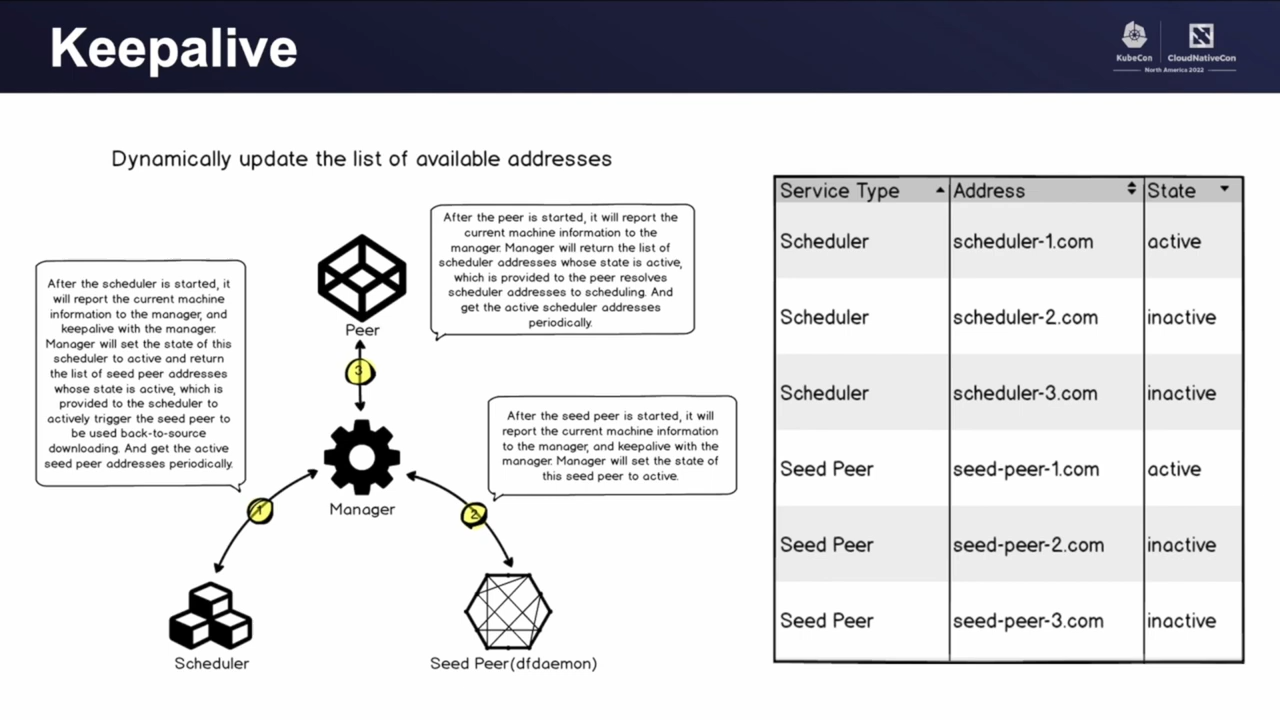 Keepalive
KubeCon
CloudNativeCon
North America 2022
Dynamically update the list of available addresses
After the peer is started, it will report the
current machine information to the
manager. Manager will return the list of
scheduler addresses whose state is active,
which is provided to the peer resolves
scheduler addresses to scheduling. And
get the active scheduler addresses
periodically.
After the scheduler is started, it
will report the current machine
information to the manager, and
keepalive with the manager.
Manager will set the state of this
scheduler to active and return
the list of seed peer addresses
whose state is active, which is
provided to the scheduler to
actively trigger the seed peer to
be used back-to-source
downloading. And get the active
seed peer addresses periodically.
Peer
3
After the seed peer is started, it will
report the current machine information
to the manager, and keepalive with the
manager. Manager will set the state of
this seed peer to active.
Manager
1
2
Scheduler
Seed Peer(dfdaemon)
Service Type Address State
Scheduler scheduler-1.com active
Scheduler scheduler-2.com inactive
Scheduler scheduler-3.com inactive
Seed Peer seed-peer-1.com active
Seed Peer seed-peer-2.com inactive
Seed Peer seed-peer-3.com inactive